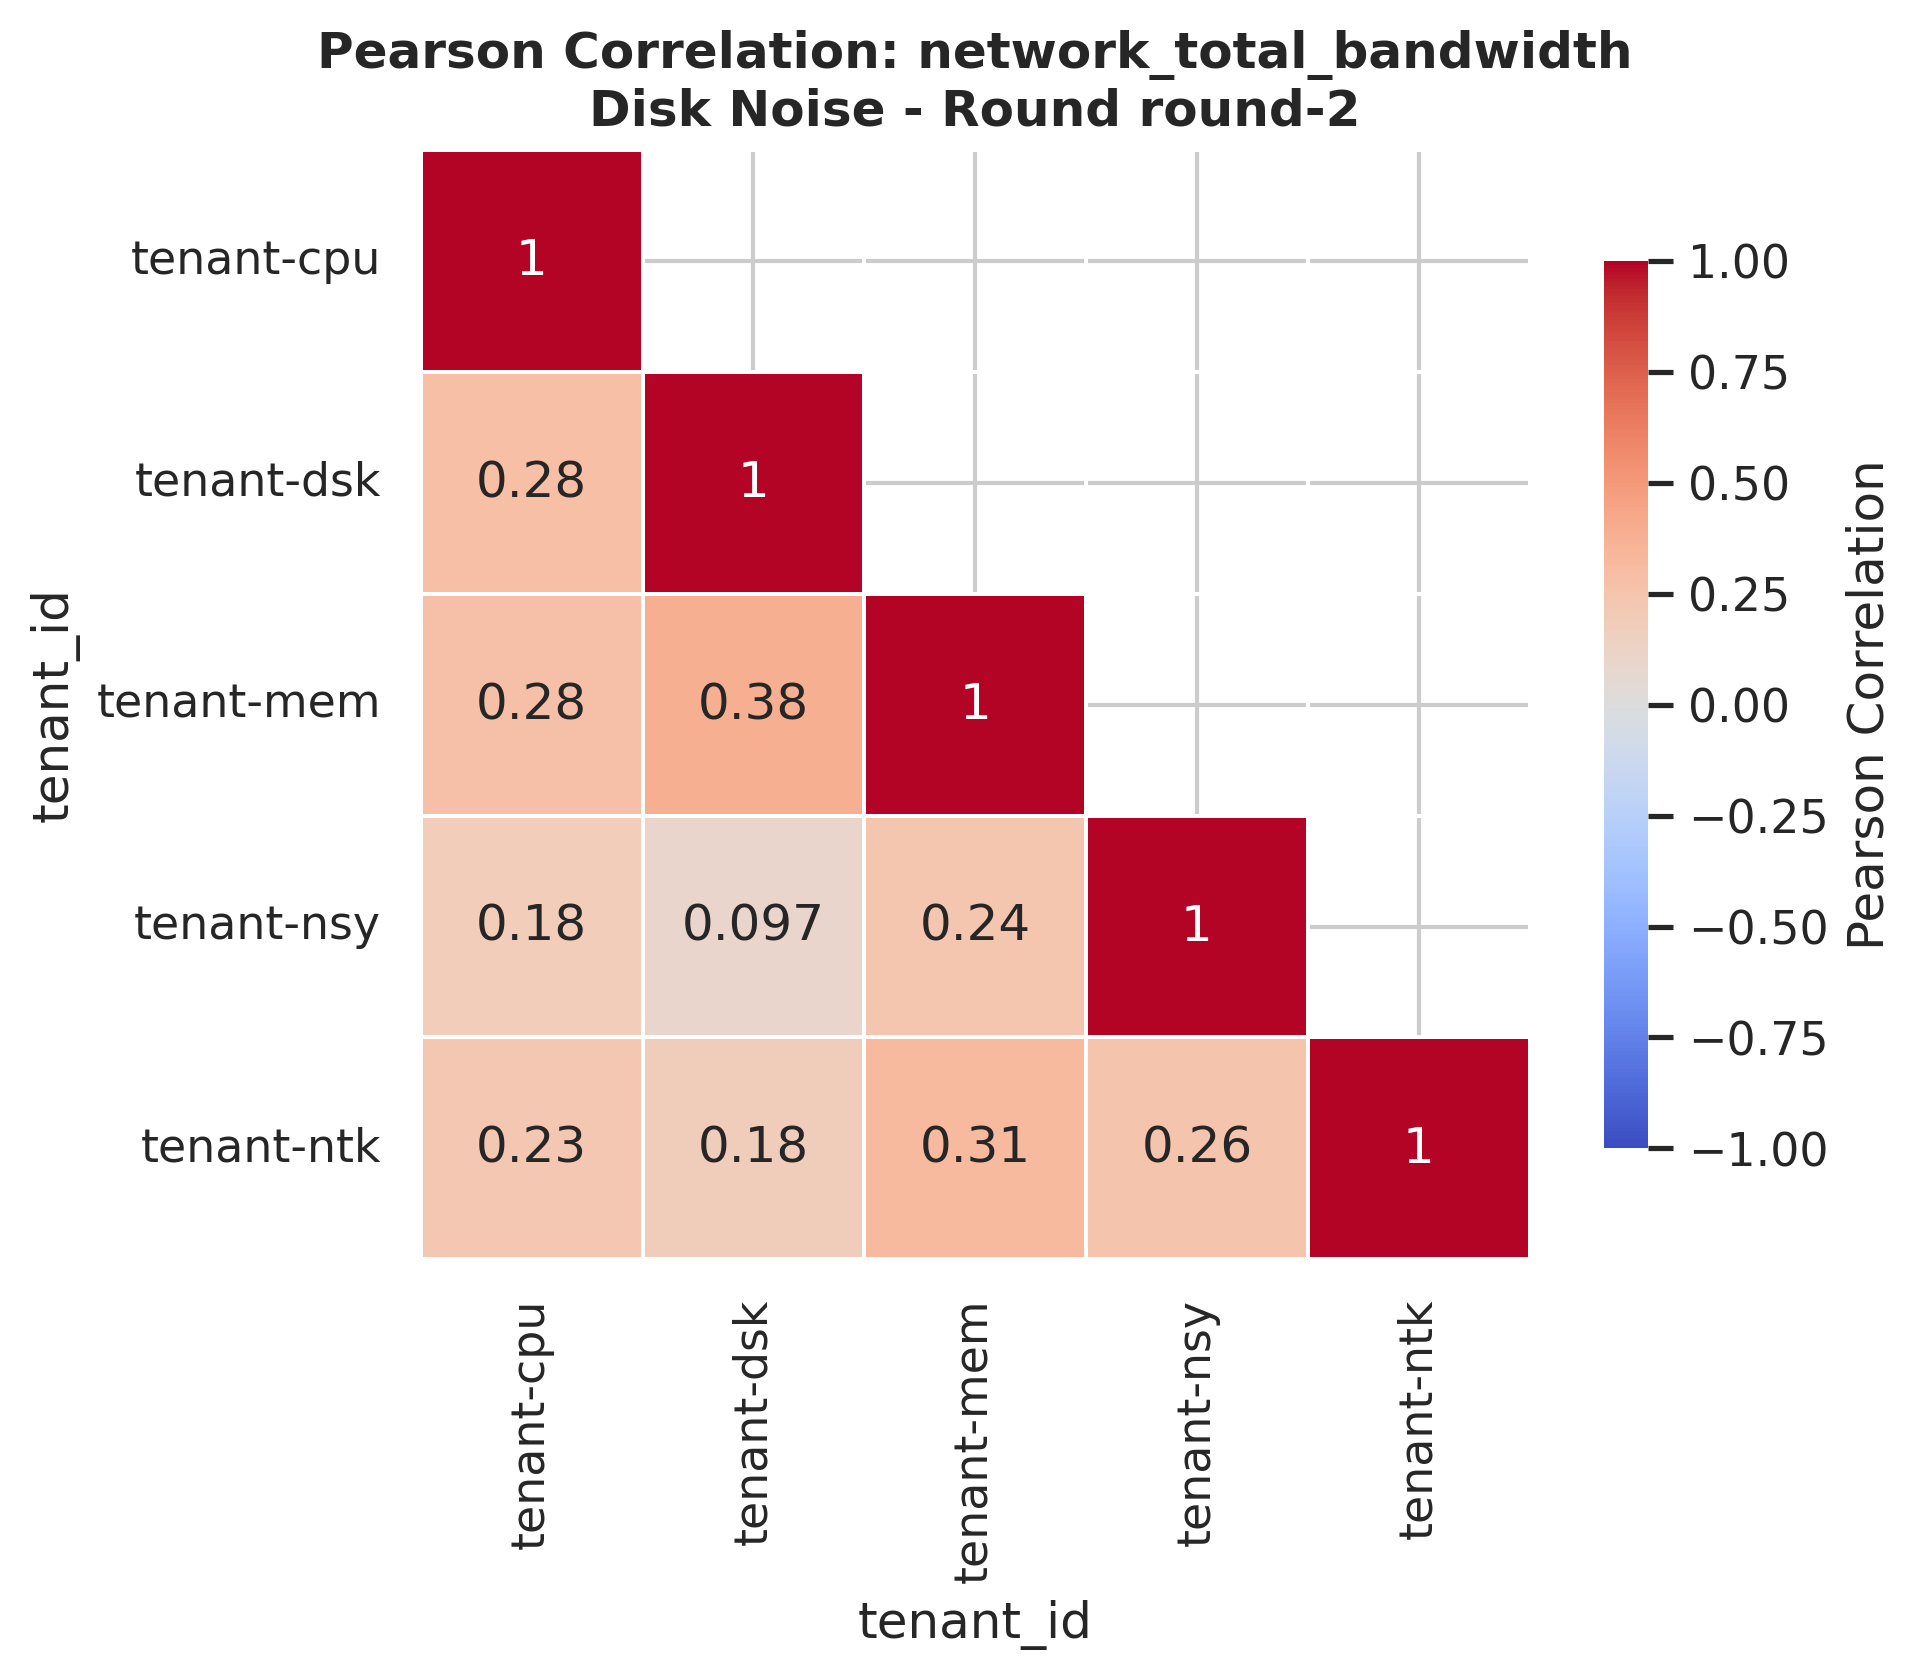 Pearson Correlation: network_total_bandwidth
Disk Noise - Round round-2
tenant_id
tenant-cpu
1
tenant-dsk
0.28 1
tenant-mem
0.28 0.38 1
tenant-nsy
0.18 0.097 0.24 1
tenant-ntk
0.23 0.18 0.31 0.26 1
tenant-cpu
tenant-dsk
tenant-mem
tenant-nsy
tenant-ntk
tenant_id
1.00
0.75
0.50
0.25
0.00
−0.25
−0.50
−0.75
−1.00
Pearson Correlation